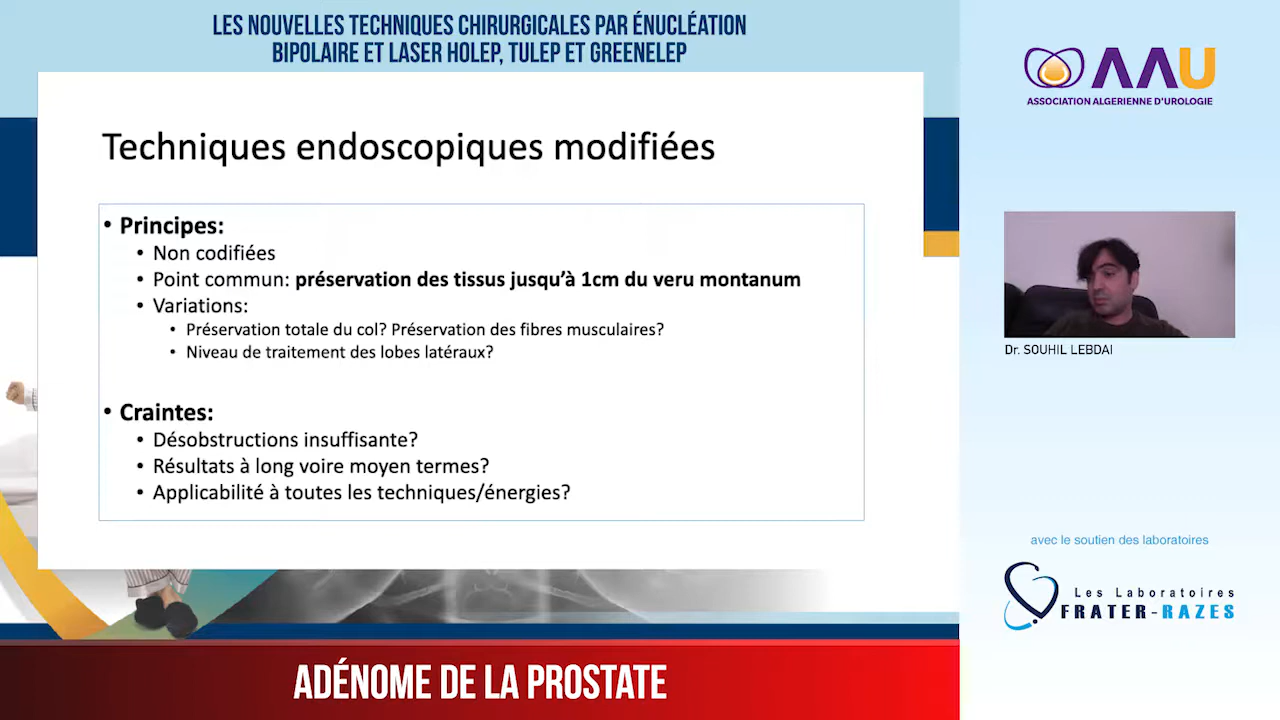 LES NOUVELLES TECHNIQUES CHIRURGICALES PAR ÉNUCLÉATION
BIPOLAIRE ET LASER HOLEP, TULEP ET GREENELEP
Techniques endoscopiques modifiées
• Principes:
• Non codifiées
• Point commun: préservation des tissus jusqu'à 1cm du veru montanum
• Variations:
• Préservation totale du col? Préservation des fibres musculaires?
• Niveau de traitement des lobes latéraux?
• Craintes:
• Désobstructions insuffisante?
• Résultats à long voire moyen termes?
• Applicabilité à toutes les techniques/énergies?
ADÉNOME DE LA PROSTATE
AAU
ASSOCIATION ALGERIENNE D'UROLOGIE
Dr. SOUHIL LEBDAI
avec le soutien des laboratoires
Les Laboratoires
FRATER-RAZES